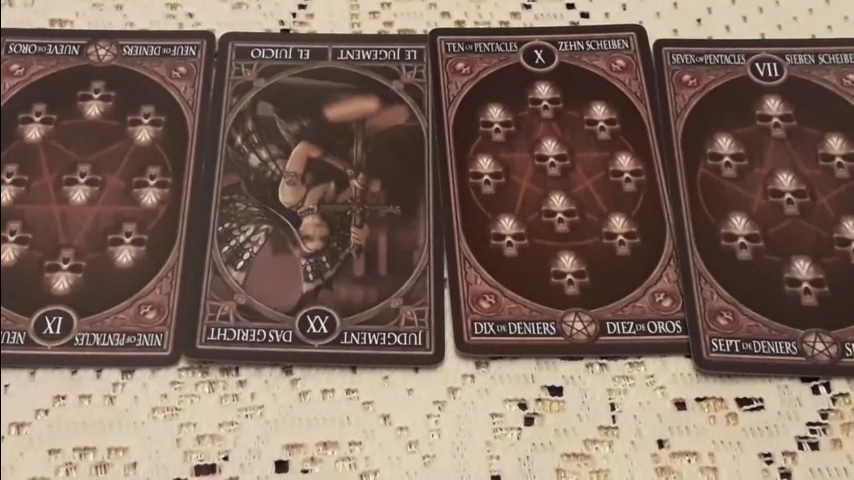 NUEVE DE OROS NEUF DE DENIERS
IX
NINE OF PENTACLES
EL JUICIO LE JUGEMENT
XX
JUDGEMENT DAS GERICHT
TEN OF PENTACLES X ZEHN SCHEIBEN
DIX DE DENIERS DIEZ DE OROS
SEVEN OF PENTACLES VII SIEBEN SCHEIBEN
SEPT DE DENIERS